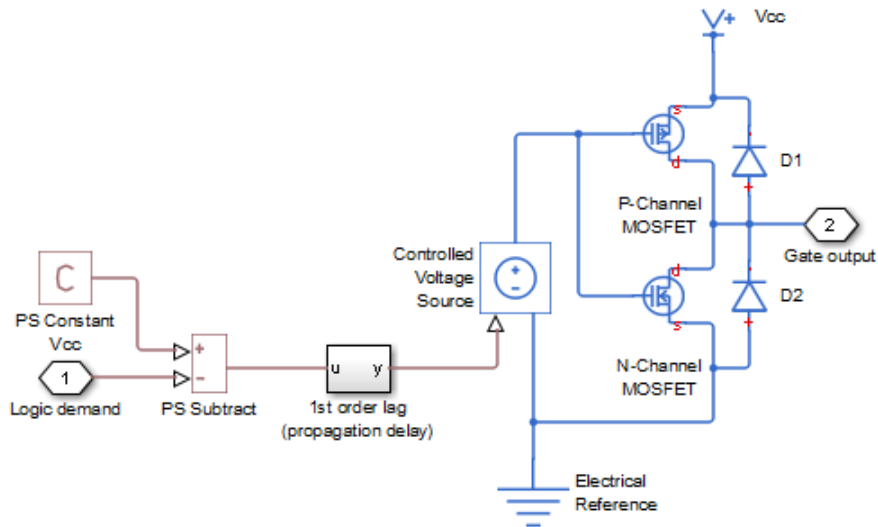 Vcc
s
d
D1
P-Channel
MOSFET
2
Gate output
Controlled
Voltage
Source
d
s
D2
N-Channel
MOSFET
C
PS Constant
Vcc
1
Logic demand
PS Subtract
u y
1st order lag
(propagation delay)
Electrical
Reference